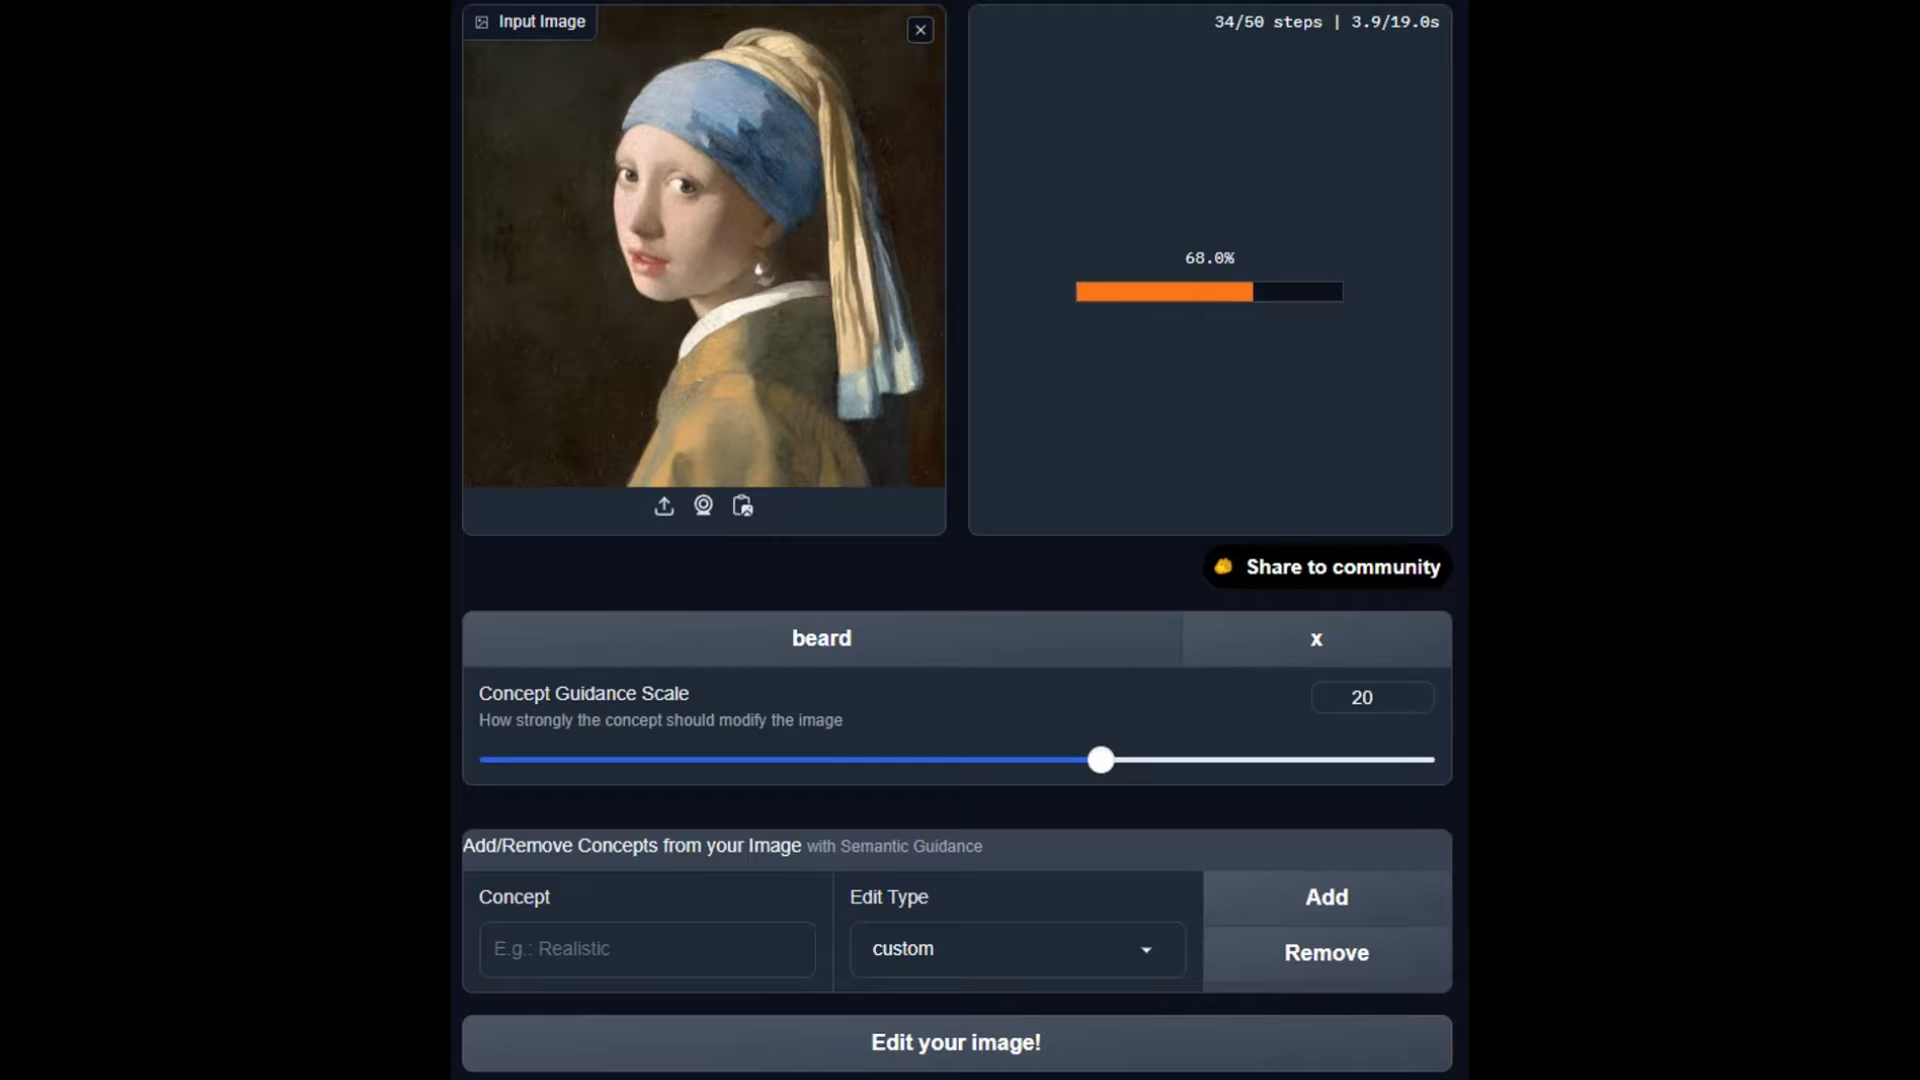 Input Image
34/50 steps | 3.9/19.0s
68.0%
Share to community
beard
x
Concept Guidance Scale
20
How strongly the concept should modify the image
Add/Remove Concepts from your Image with Semantic Guidance
Concept
Edit Type
Add
E.g.: Realistic
custom
Remove
Edit your image!